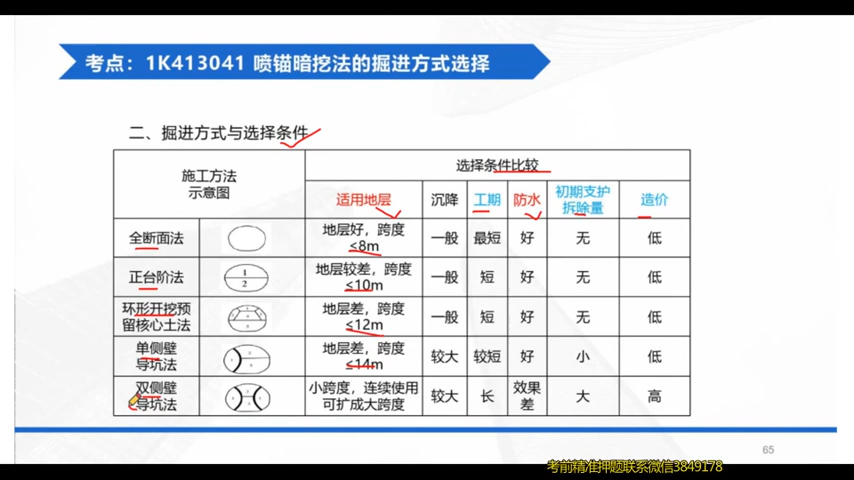 考点：1K413041 喷锚暗挖法的掘进方式选择
二、掘进方式与选择条件
施工方法
示意图
选择条件比较
适用地层
沉降
工期
防水
初期支护
拆除量
造价
全断面法
地层好，跨度
≤8m
一般
最短
好
无
低
正台阶法
1
2
地层较差，跨度
≤10m
一般
短
好
无
低
环形开挖预
留核心土法
地层差，跨度
≤12m
一般
短
好
无
低
单侧壁
导坑法
地层差，跨度
≤14m
较大
较短
好
小
低
双侧壁
导坑法
小跨度，连续使用
可扩成大跨度
较大
长
效果
差
大
高
65
考前精准押题联系微信3849178